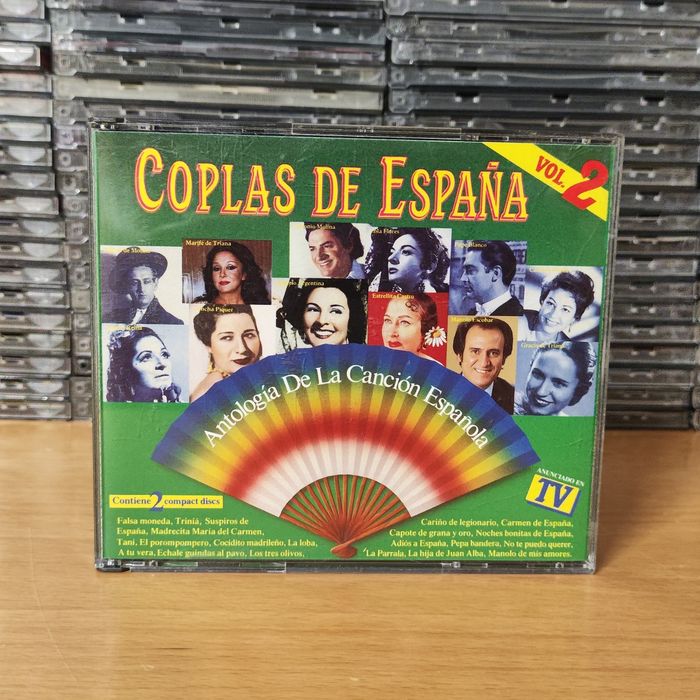 COPLAS DE ESPAÑA
VOL. 2
Antonio Molina
Lola Flores
Marifé de Triana
Pepe Blanco
de Molina
Imperio Argentina
Estrellita Castro
Concha Piquer
Manolo Escobar
Reina
Gracia de Triana
Antología De La Canción Española
ANUNCIADO EN
TV
Contiene 2 compact discs
Falsa moneda, Triniá, Suspiros de
España, Madrecita María del Carmen,
Tani, El porompompero, Cocidito madrileño, La loba,
A tu vera, Echale guindas al pavo, Los tres olivos,
Cariño de legionario, Carmen de España,
Capote de grana y oro, Noches bonitas de España,
Adiós a España, Pepa bandera, No te puedo querer,
La Parrala, La hija de Juan Alba, Manolo de mis amores.